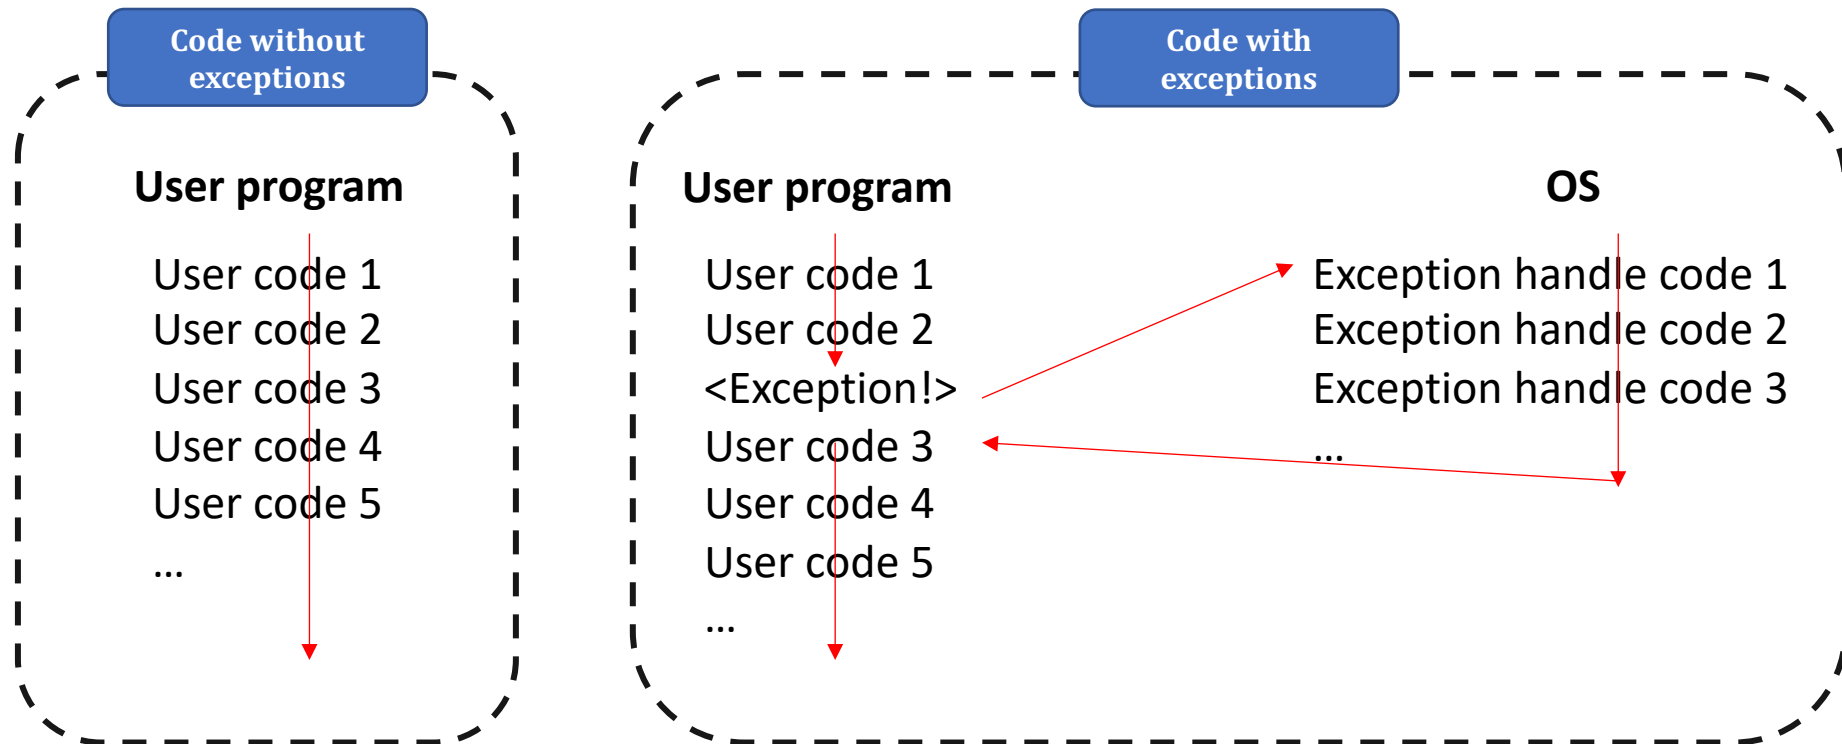 Code without
exceptions
User program
User code 1
User code 2
User code 3
User code 4
User code 5
...
Code with
exceptions
User program
User code 1
User code 2
<Exception!>
User code 3
User code 4
User code 5
...
OS
Exception handle code 1
Exception handle code 2
Exception handle code 3
...